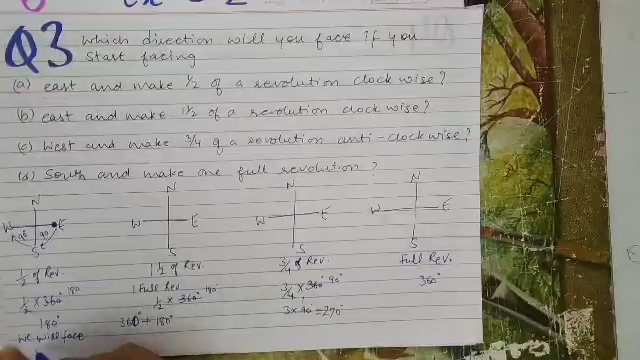 Q3 Which direction will you face if you
start facing
(a) east and make 1/2 of a revolution clockwise?
(b) east and make 1 1/2 of a revolution clockwise?
(c) West and make 3/4 of a revolution anti-clockwise?
(d) South and make one full revolution?
N N N N
W E W E W E W E
90 90
S S S S
1/2 of Rev. 1 1/2 of Rev. 3/4 of Rev. Full Rev.
1/2 x 360° 180 1 Full Rev 1/2 x 360° 180° 3/4 x 360° 90° 360°
180° 360° + 180° 3 x 90° = 270°
We will face